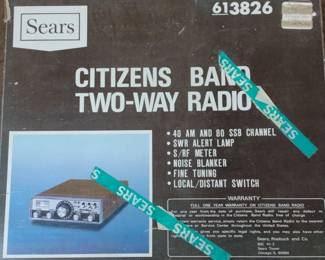 613826
Sears
CITIZENS BAND
TWO-WAY RADIO
• 40 AM AND 80 SSB CHANNEL
• SWR ALERT LAMP
• S/RF METER
• NOISE BLANKER
• FINE TUNING
• LOCAL/DISTANT SWITCH
SEARS
SEARS
SEARS
SEARS
WARRANTY
FULL ONE YEAR WARRANTY ON CITIZENS BAND RADIO
Sears, Roebuck and Co.
Sears Tower
Chicago, IL 60684